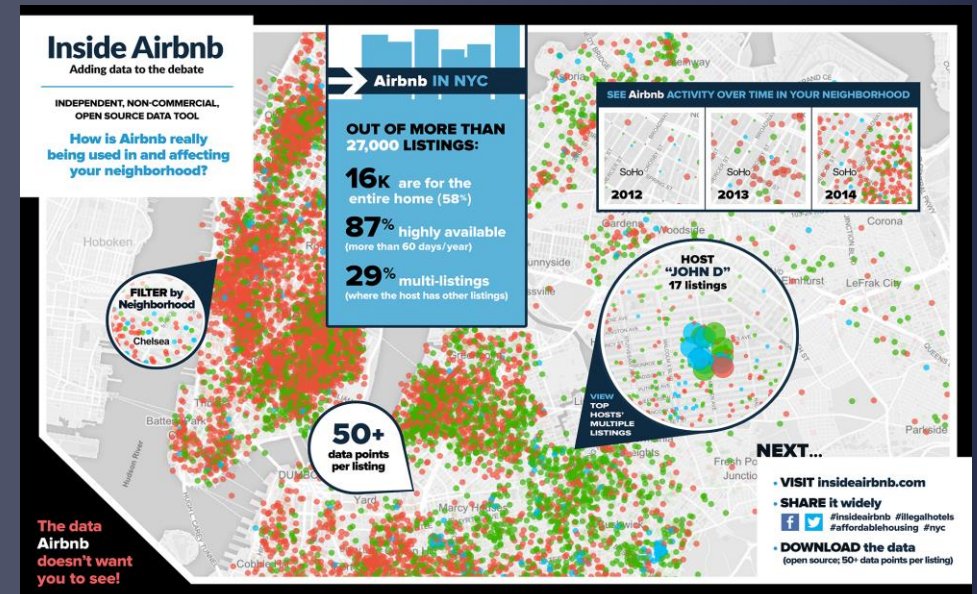 Inside Airbnb
Adding data to the debate
INDEPENDENT, NON-COMMERCIAL,
OPEN SOURCE DATA TOOL
How is Airbnb really
being used in and affecting
your neighborhood?
Airbnb IN NYC
OUT OF MORE THAN
27,000 LISTINGS:
16K are for the
entire home (58%)
87% highly available
(more than 60 days/year)
29% multi-listings
(where the host has other listings)
SEE Airbnb ACTIVITY OVER TIME IN YOUR NEIGHBORHOOD
SoHo
2012
SoHo
2013
SoHo
2014
Astoria
Corona
Woodside
Elmhurst
LeFrak City
Hoboken
FILTER by
Neighborhood
Chelsea
HOST
"JOHN D"
17 listings
VIEW
TOP
HOSTS'
MULTIPLE
LISTINGS
50+
data points
per listing
Hudson River
HUGH L CAREY TUNNEL
Parkside
Yard
The data
Airbnb
doesn't want
you to see!
NEXT...
• VISIT insideairbnb.com
• SHARE it widely
#insideairbnb #illegalhotels
#affordablehousing #nyc
• DOWNLOAD the data
(open source; 50+ data points per listing)